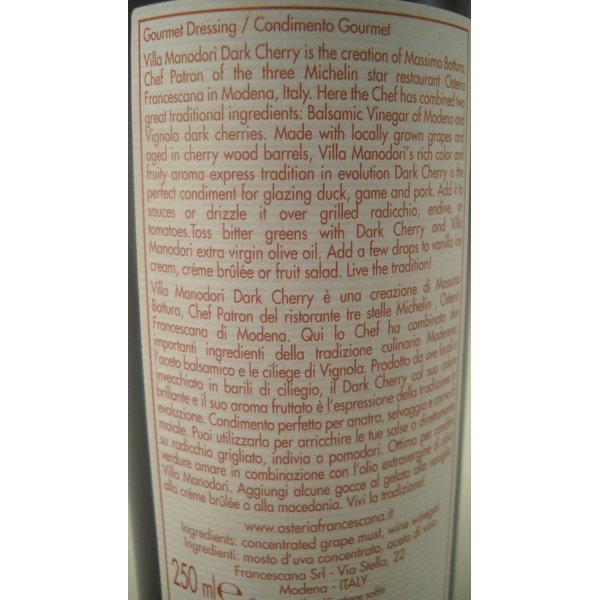 Gourmet Dressing / Condimento Gourmet
Villa Manodori Dark Cherry is the creation of Massimo Bottura,
Chef Patron of the three Michelin star restaurant Osteria
Francescana in Modena, Italy. Here the Chef has combined two
great traditional ingredients: Balsamic Vinegar of Modena and
Vignola dark cherries. Made with locally grown grapes and
aged in cherry wood barrels, Villa Manodori's rich color and
fruity aroma express tradition in evolution Dark Cherry is the
perfect condiment for glazing duck, game and pork. Add it to
sauces or drizzle it over grilled radicchio, endive, or
tomatoes.Toss bitter greens with Dark Cherry and Villa
Manodori extra virgin olive oil. Add a few drops to vanilla ice
cream, créme brûlée or fruit salad. Live the tradition!
Villa Manodori Dark Cherry è una creazione di Massimo
Bottura, Chef Patron del ristorante tre stelle Michelin , Osteria
Francescana di Modena. Qui lo Chef ha combinato due
importanti ingredienti della tradizione culinaria Modenese:
l'aceto balsamico e le ciliege di Vignola. Prodotto da uve locali e
invecchiato in barili di ciliegio, il Dark Cherry col suo colore
brillante e il suo aroma fruttato è l'espressione della tradizione in
evoluzione. Condimento perfetto per anatra, selvaggio e carne di
maiale. Puoi utilizzarlo per arricchire le tue salse o direttamente
su radicchio grigliato, indivia o pomodori. Ottimo per condire
verdure amare in combinazione con l'olio extravergine di oliva
Villa Manodori. Aggiungi alcune gocce al gelato alla vaniglia,
alla crème brûlée o alla macedonia. Vivi la tradizione!
www.osteriafrancescana.it
Ingredients: concentrated grape must, wine vinegar.
Ingredienti: mosto d'uva concentrato, aceto di vino.
Francescana Srl - Via Stella, 22
250 ml e Modena - ITALY